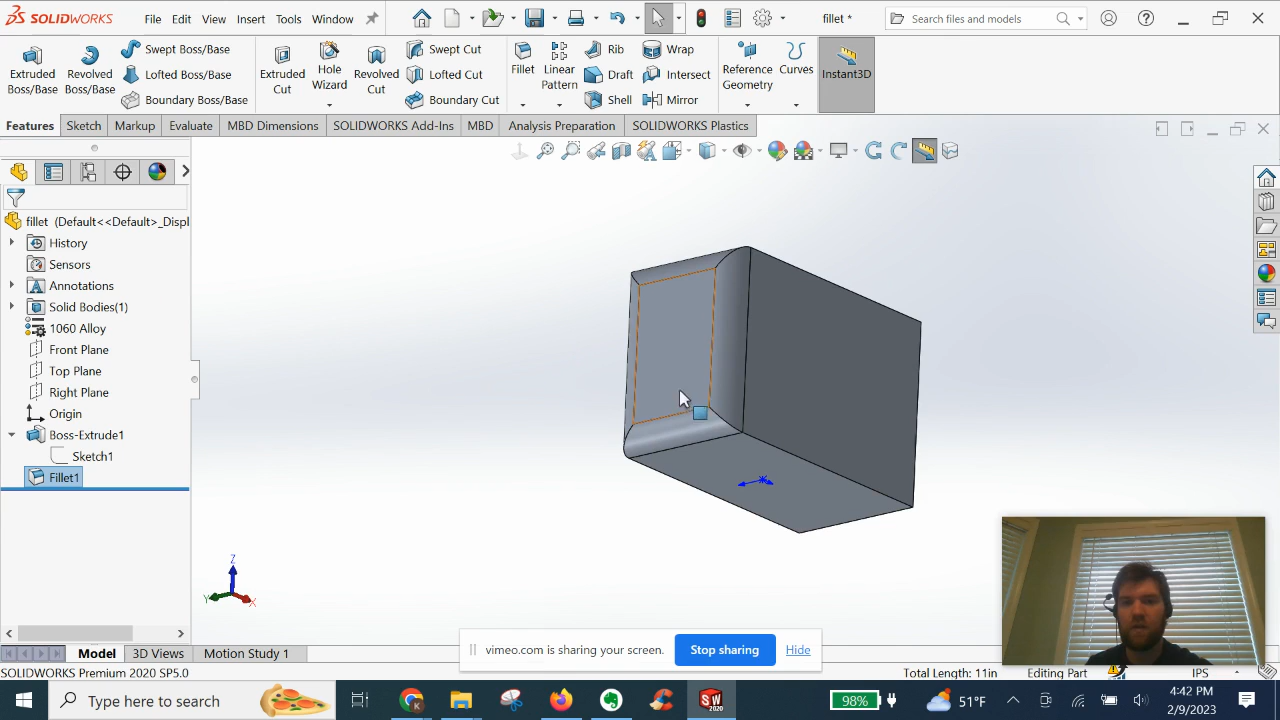 SOLIDWORKS File Edit View Insert Tools Window fillet * Search files and models
Extruded Boss/Base
Revolved Boss/Base
Swept Boss/Base
Lofted Boss/Base
Boundary Boss/Base
Extruded Cut
Hole Wizard
Revolved Cut
Swept Cut
Lofted Cut
Boundary Cut
Fillet
Linear Pattern
Rib
Draft
Shell
Wrap
Intersect
Mirror
Reference Geometry
Curves
Instant3D
Features Sketch Markup Evaluate MBD Dimensions SOLIDWORKS Add-Ins MBD Analysis Preparation SOLIDWORKS Plastics
fillet (Default<<Default>_Displ
History
Sensors
Annotations
Solid Bodies(1)
1060 Alloy
Front Plane
Top Plane
Right Plane
Origin
Boss-Extrude1
Sketch1
Fillet1
Z
Y X
Model 3D Views Motion Study 1
vimeo.com is sharing your screen. Stop sharing Hide
SOLIDWORKS Premium 2020 SP5.0 Total Length: 11in Editing Part IPS
Type here to search
SW
2020
98%
51°F
4:42 PM
2/9/2023